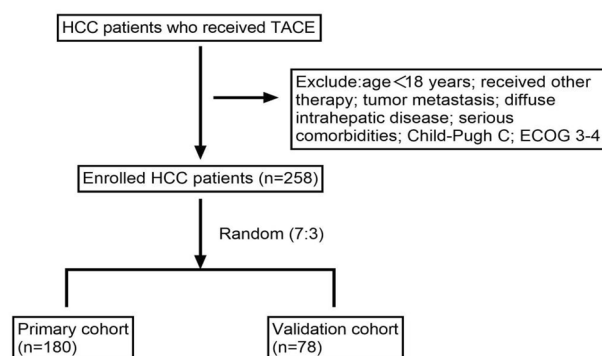 HCC patients who received TACE
Exclude:age＜18 years; received other
therapy; tumor metastasis; diffuse
intrahepatic disease; serious
comorbidities; Child-Pugh C; ECOG 3-4
Enrolled HCC patients (n=258)
Random (7:3)
Primary cohort
(n=180)
Validation cohort
(n=78)